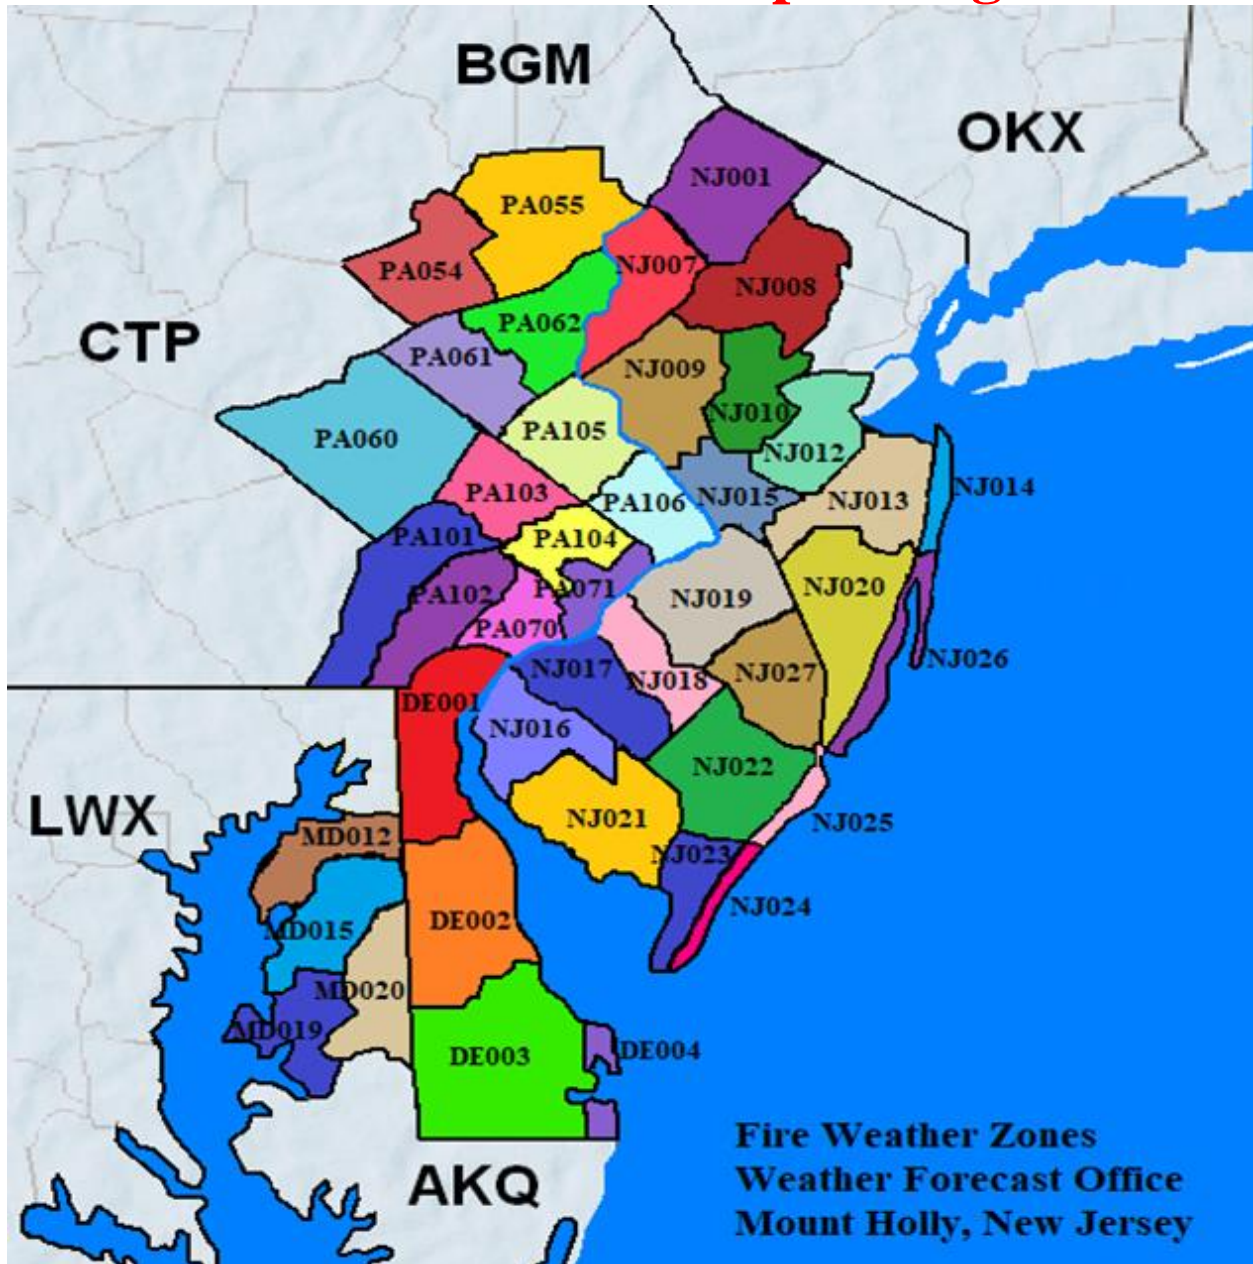 BGM
OKX
NJ001
PA055
PA054
NJ007
NJ008
PA062
CTP
PA061
NJ009
NJ010
PA105
PA060
NJ012
NJ014
PA103
PA106
NJ015
NJ013
PA101
PA104
PA102
PA071
NJ019
NJ020
PA070
NJ017
NJ018
NJ027
NJ026
DE001
NJ016
NJ022
LWX
NJ021
NJ025
MD012
NJ023
NJ024
DE002
MD015
MD020
MD019
DE003
DE004
AKQ
Fire Weather Zones
Weather Forecast Office
Mount Holly, New Jersey